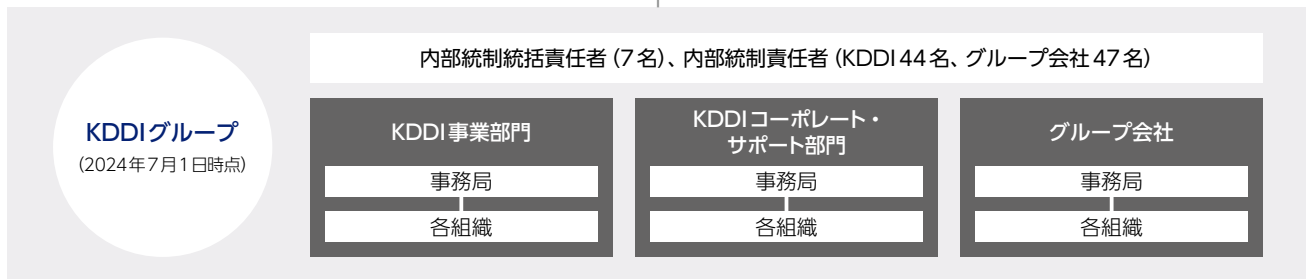 内部統制統括責任者（7名）、内部統制責任者（KDDI 44名、グループ会社 47名）
KDDIグループ
（2024年7月1日時点）
KDDI事業部門
事務局
各組織
KDDIコーポレート・
サポート部門
事務局
各組織
グループ会社
事務局
各組織